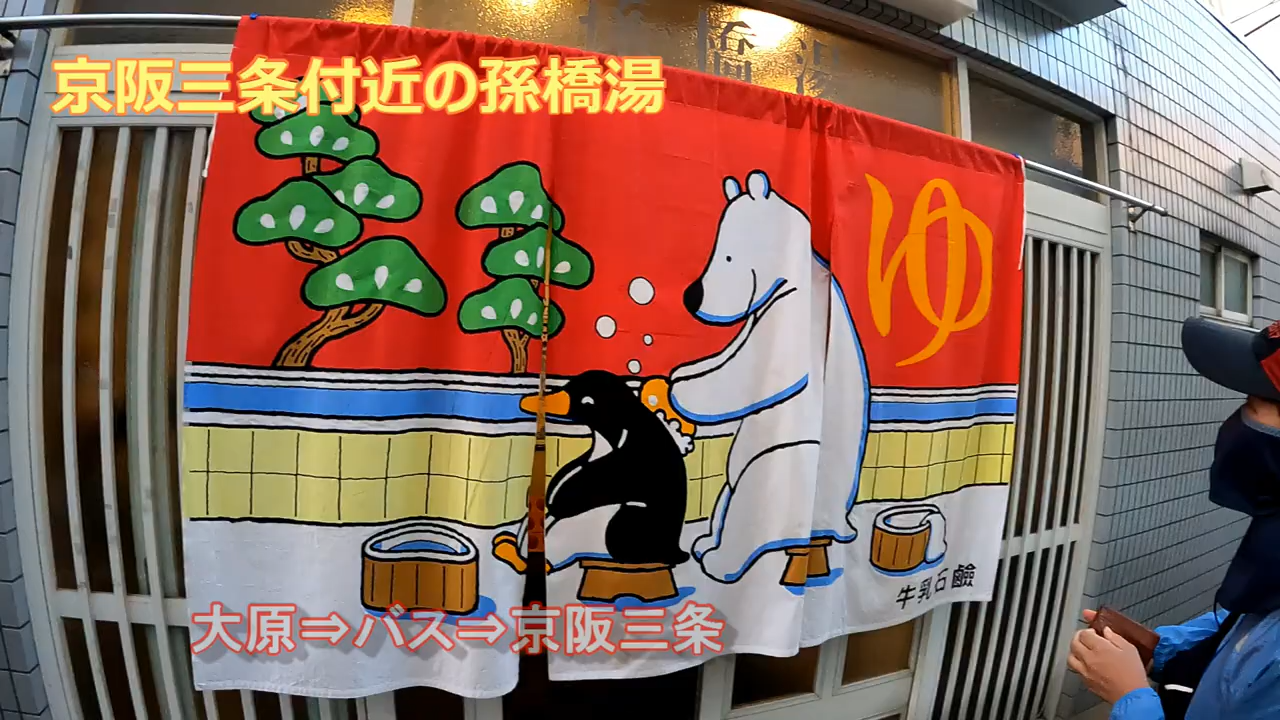 京阪三条付近の孫橋湯
ゆ
牛乳石鹼
大原⇒バス⇒京阪三条